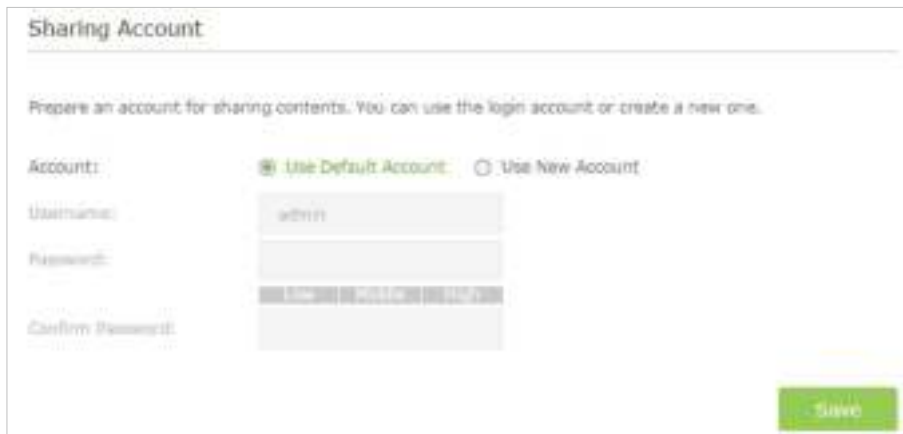 Sharing Account
Prepare an account for sharing contents. You can use the login account or create a new one.
Account: Use Default Account Use New Account
Username: admin
Password:
Low Middle High
Confirm Password:
Save